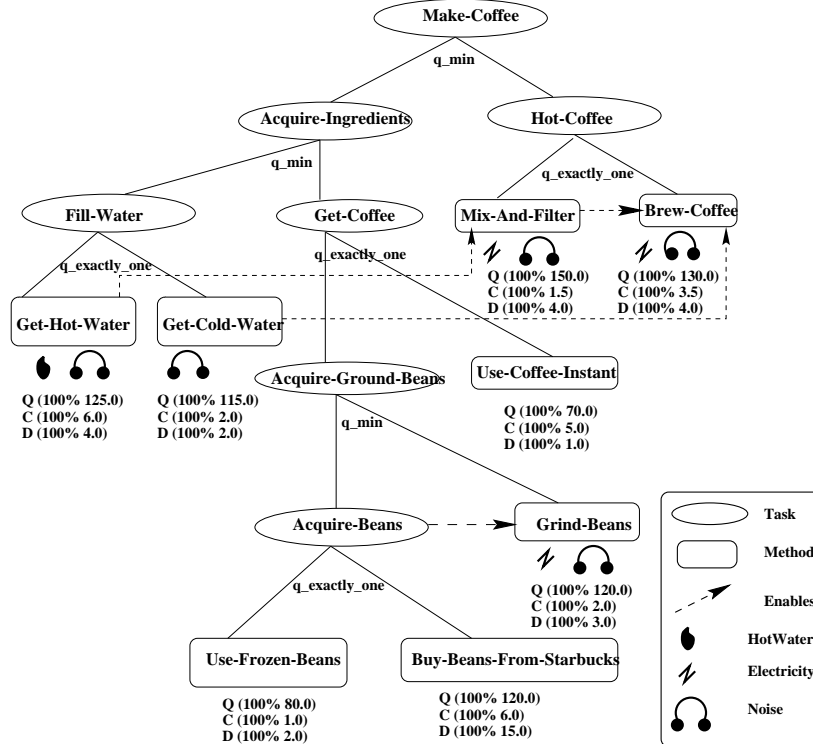 Make-Coffee
q_min
Acquire-Ingredients
Hot-Coffee
q_min
q_exactly_one
Fill-Water
Get-Coffee
Mix-And-Filter
Brew-Coffee
q_exactly_one
q_exactly_one
Q (100% 150.0)
C (100% 1.5)
D (100% 4.0)
Q (100% 130.0)
C (100% 3.5)
D (100% 4.0)
Get-Hot-Water
Get-Cold-Water
Q (100% 125.0)
C (100% 6.0)
D (100% 4.0)
Q (100% 115.0)
C (100% 2.0)
D (100% 2.0)
Acquire-Ground-Beans
Use-Coffee-Instant
q_min
Q (100% 70.0)
C (100% 5.0)
D (100% 1.0)
Acquire-Beans
Grind-Beans
q_exactly_one
Q (100% 120.0)
C (100% 2.0)
D (100% 3.0)
Use-Frozen-Beans
Buy-Beans-From-Starbucks
Q (100% 80.0)
C (100% 1.0)
D (100% 2.0)
Q (100% 120.0)
C (100% 6.0)
D (100% 15.0)
Task
Method
Enables
HotWater
Electricity
Noise